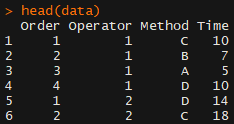 > head(data)
Order Operator Method Time
1 1 1 C 10
2 2 1 B 7
3 3 1 A 5
4 4 1 D 10
5 1 2 D 14
6 2 2 C 18